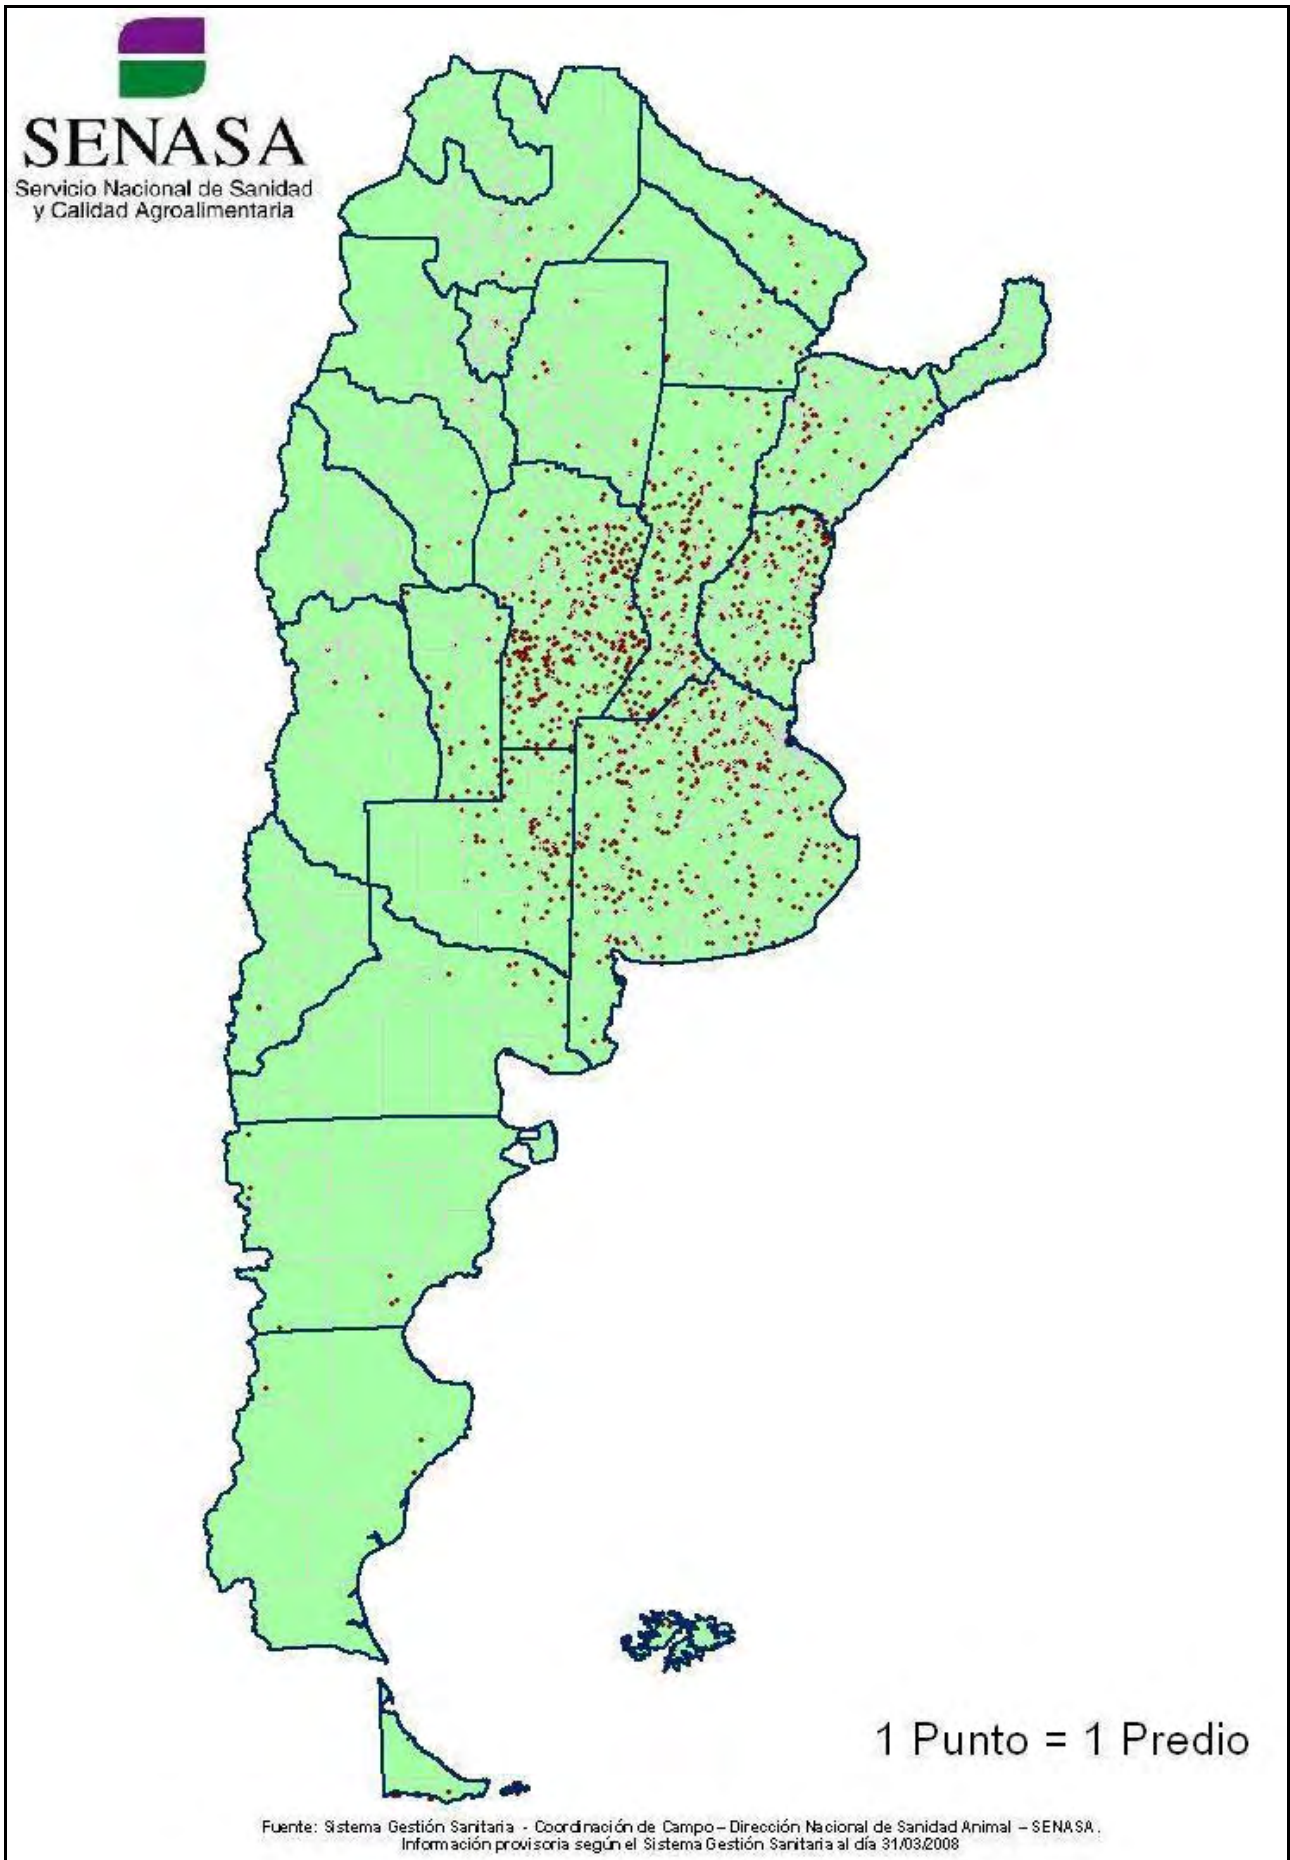 SENASA
Servicio Nacional de Sanidad
y Calidad Agroalimentaria
1 Punto = 1 Predio
Fuente: Sistema Gestión Sanitaria - Coordinación de Campo – Dirección Nacional de Sanidad Animal – SENASA.
Información provisoria según el Sistema Gestión Sanitaria al día 31/03/2008